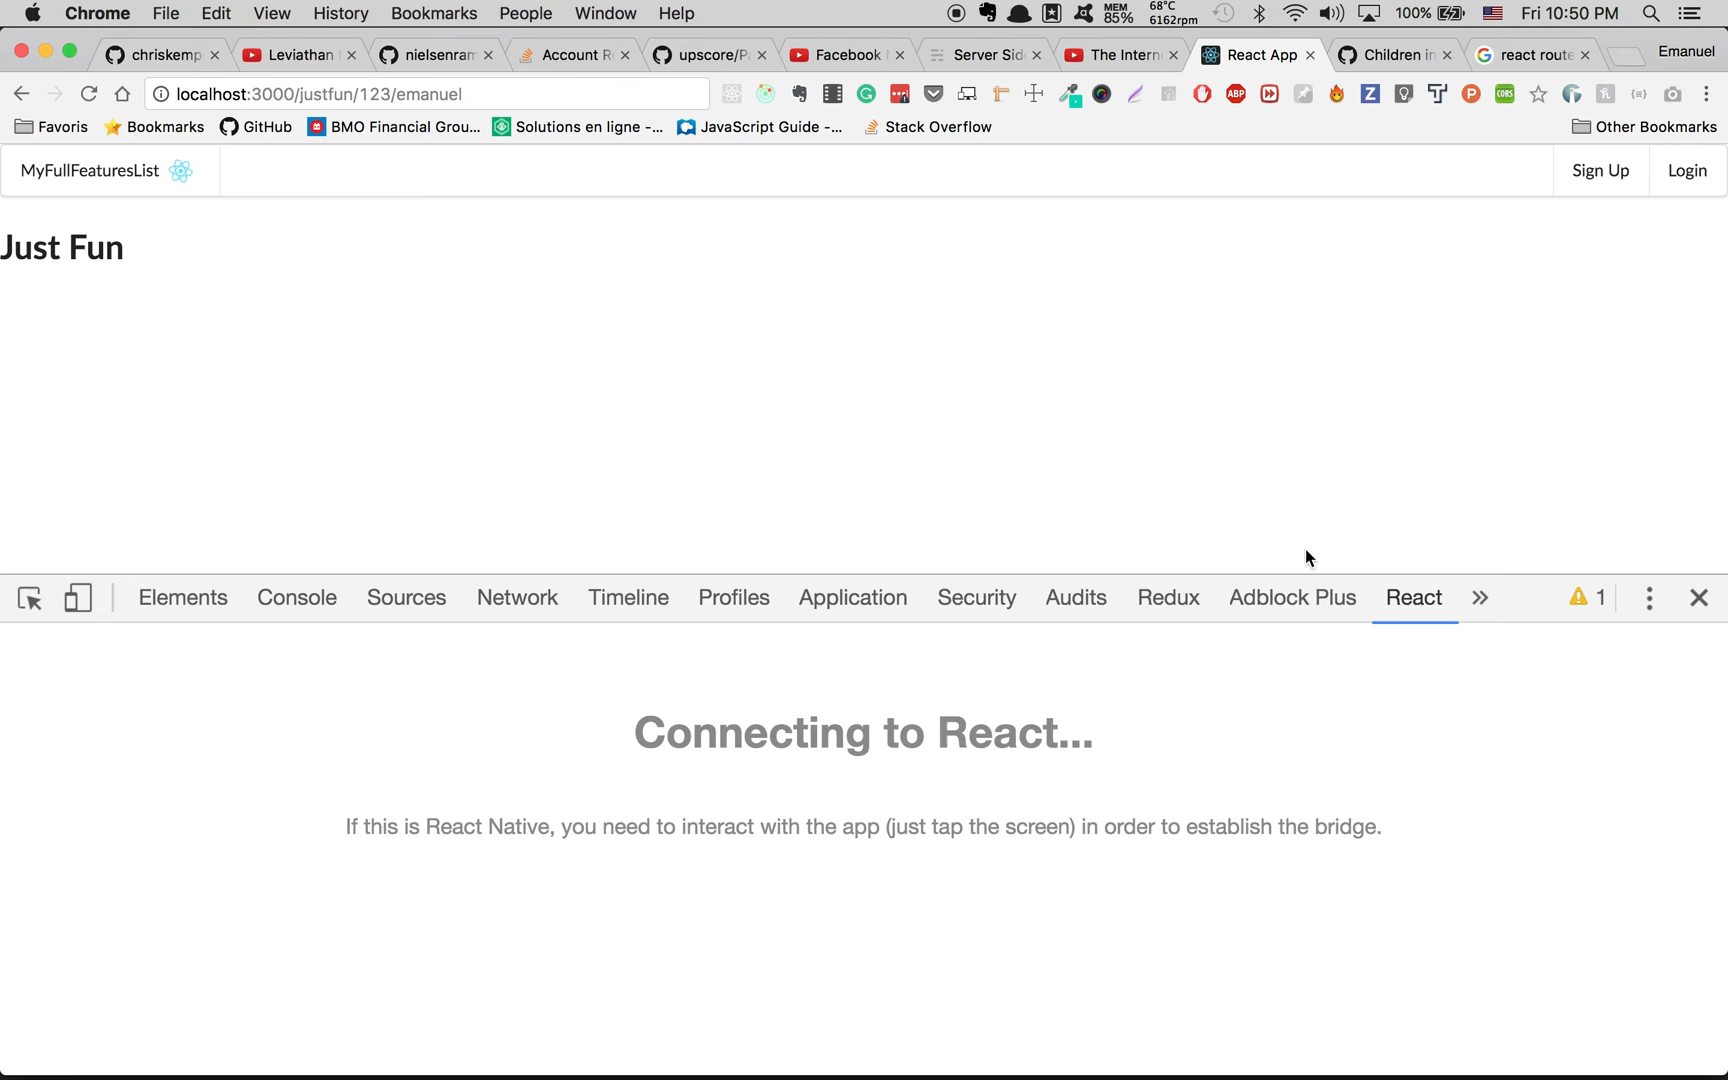 Chrome File Edit View History Bookmarks People Window Help MEM 85% 68°C 6162rpm 100% Fri 10:50 PM
chriskemp Leviathan nielsenram Account R upscore/P Facebook Server Sid The Intern React App Children in react route Emanuel
localhost:3000/justfun/123/emanuel
Favoris Bookmarks GitHub BMO Financial Grou... Solutions en ligne -... JavaScript Guide -... Stack Overflow Other Bookmarks
MyFullFeaturesList Sign Up Login
Just Fun
Elements Console Sources Network Timeline Profiles Application Security Audits Redux Adblock Plus React » 1
Connecting to React...
If this is React Native, you need to interact with the app (just tap the screen) in order to establish the bridge.